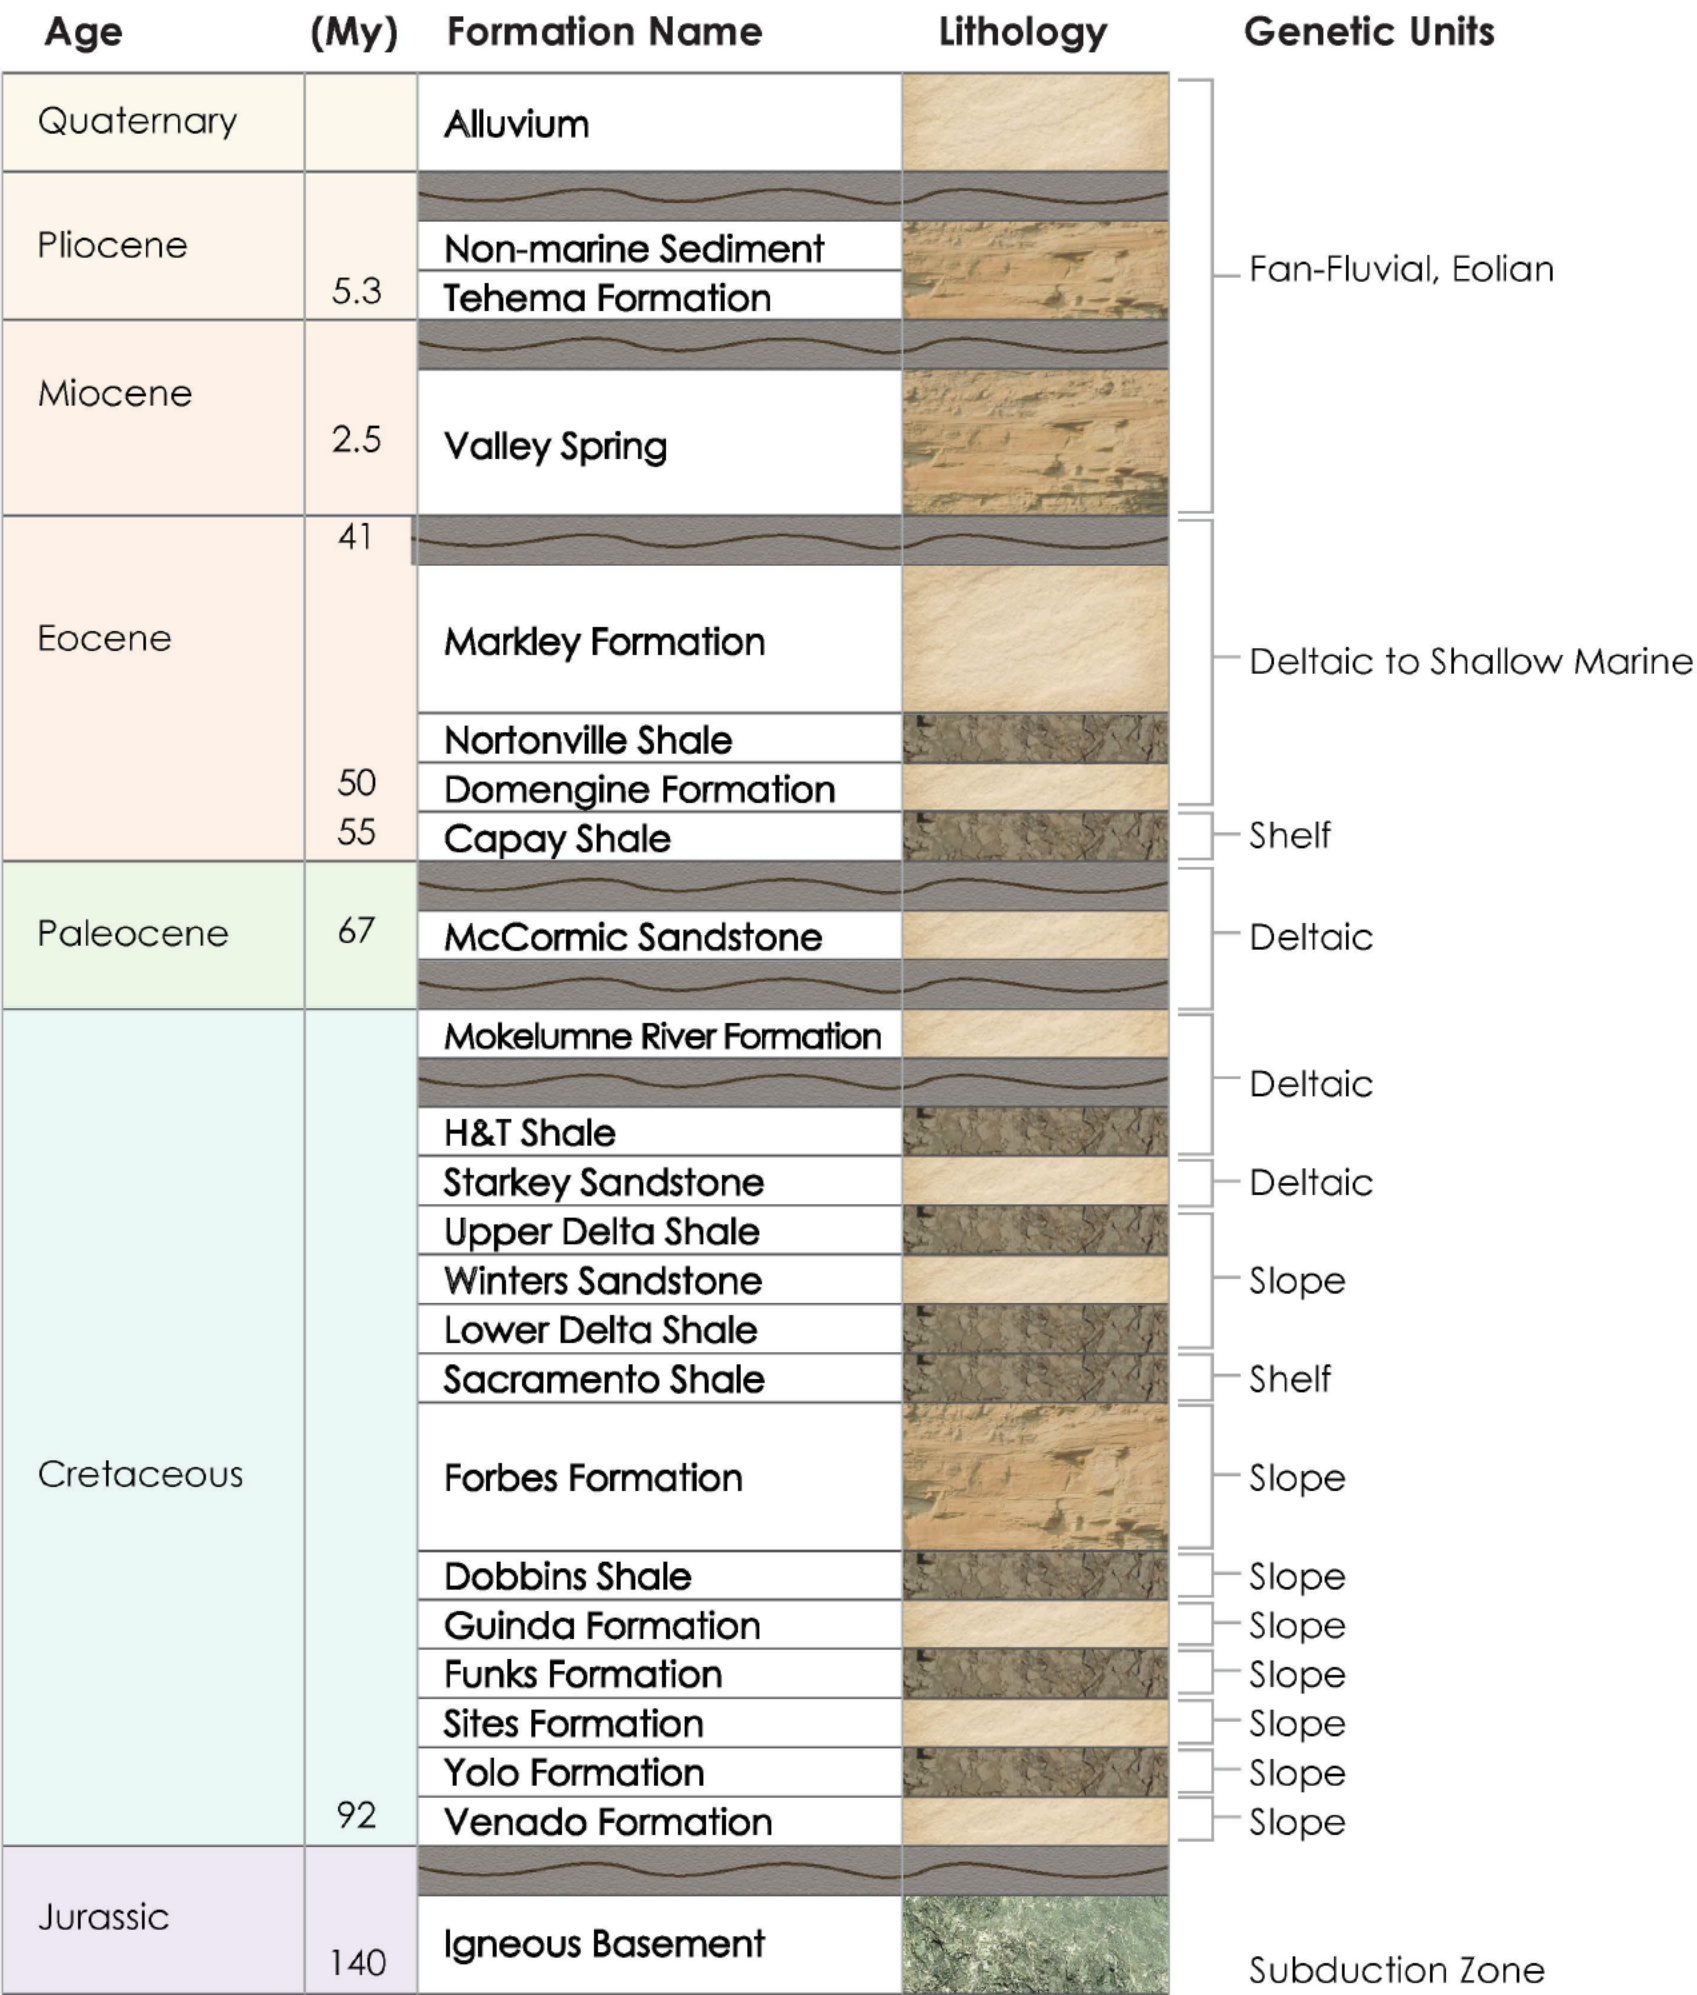 Age (My) Formation Name Lithology Genetic Units
Quaternary Alluvium
Pliocene Non-marine Sediment Fan-Fluvial, Eolian
5.3 Tehema Formation
Miocene
2.5 Valley Spring
41
Eocene Markley Formation Deltaic to Shallow Marine
Nortonville Shale
50 Domengine Formation
55 Capay Shale Shelf
Paleocene 67 McCormic Sandstone Deltaic
Mokelumne River Formation
Deltaic
H&T Shale
Starkey Sandstone Deltaic
Upper Delta Shale
Winters Sandstone Slope
Lower Delta Shale
Sacramento Shale Shelf
Cretaceous Forbes Formation Slope
Dobbins Shale Slope
Guinda Formation Slope
Funks Formation Slope
Sites Formation Slope
Yolo Formation Slope
92 Venado Formation Slope
Jurassic
140 Igneous Basement Subduction Zone